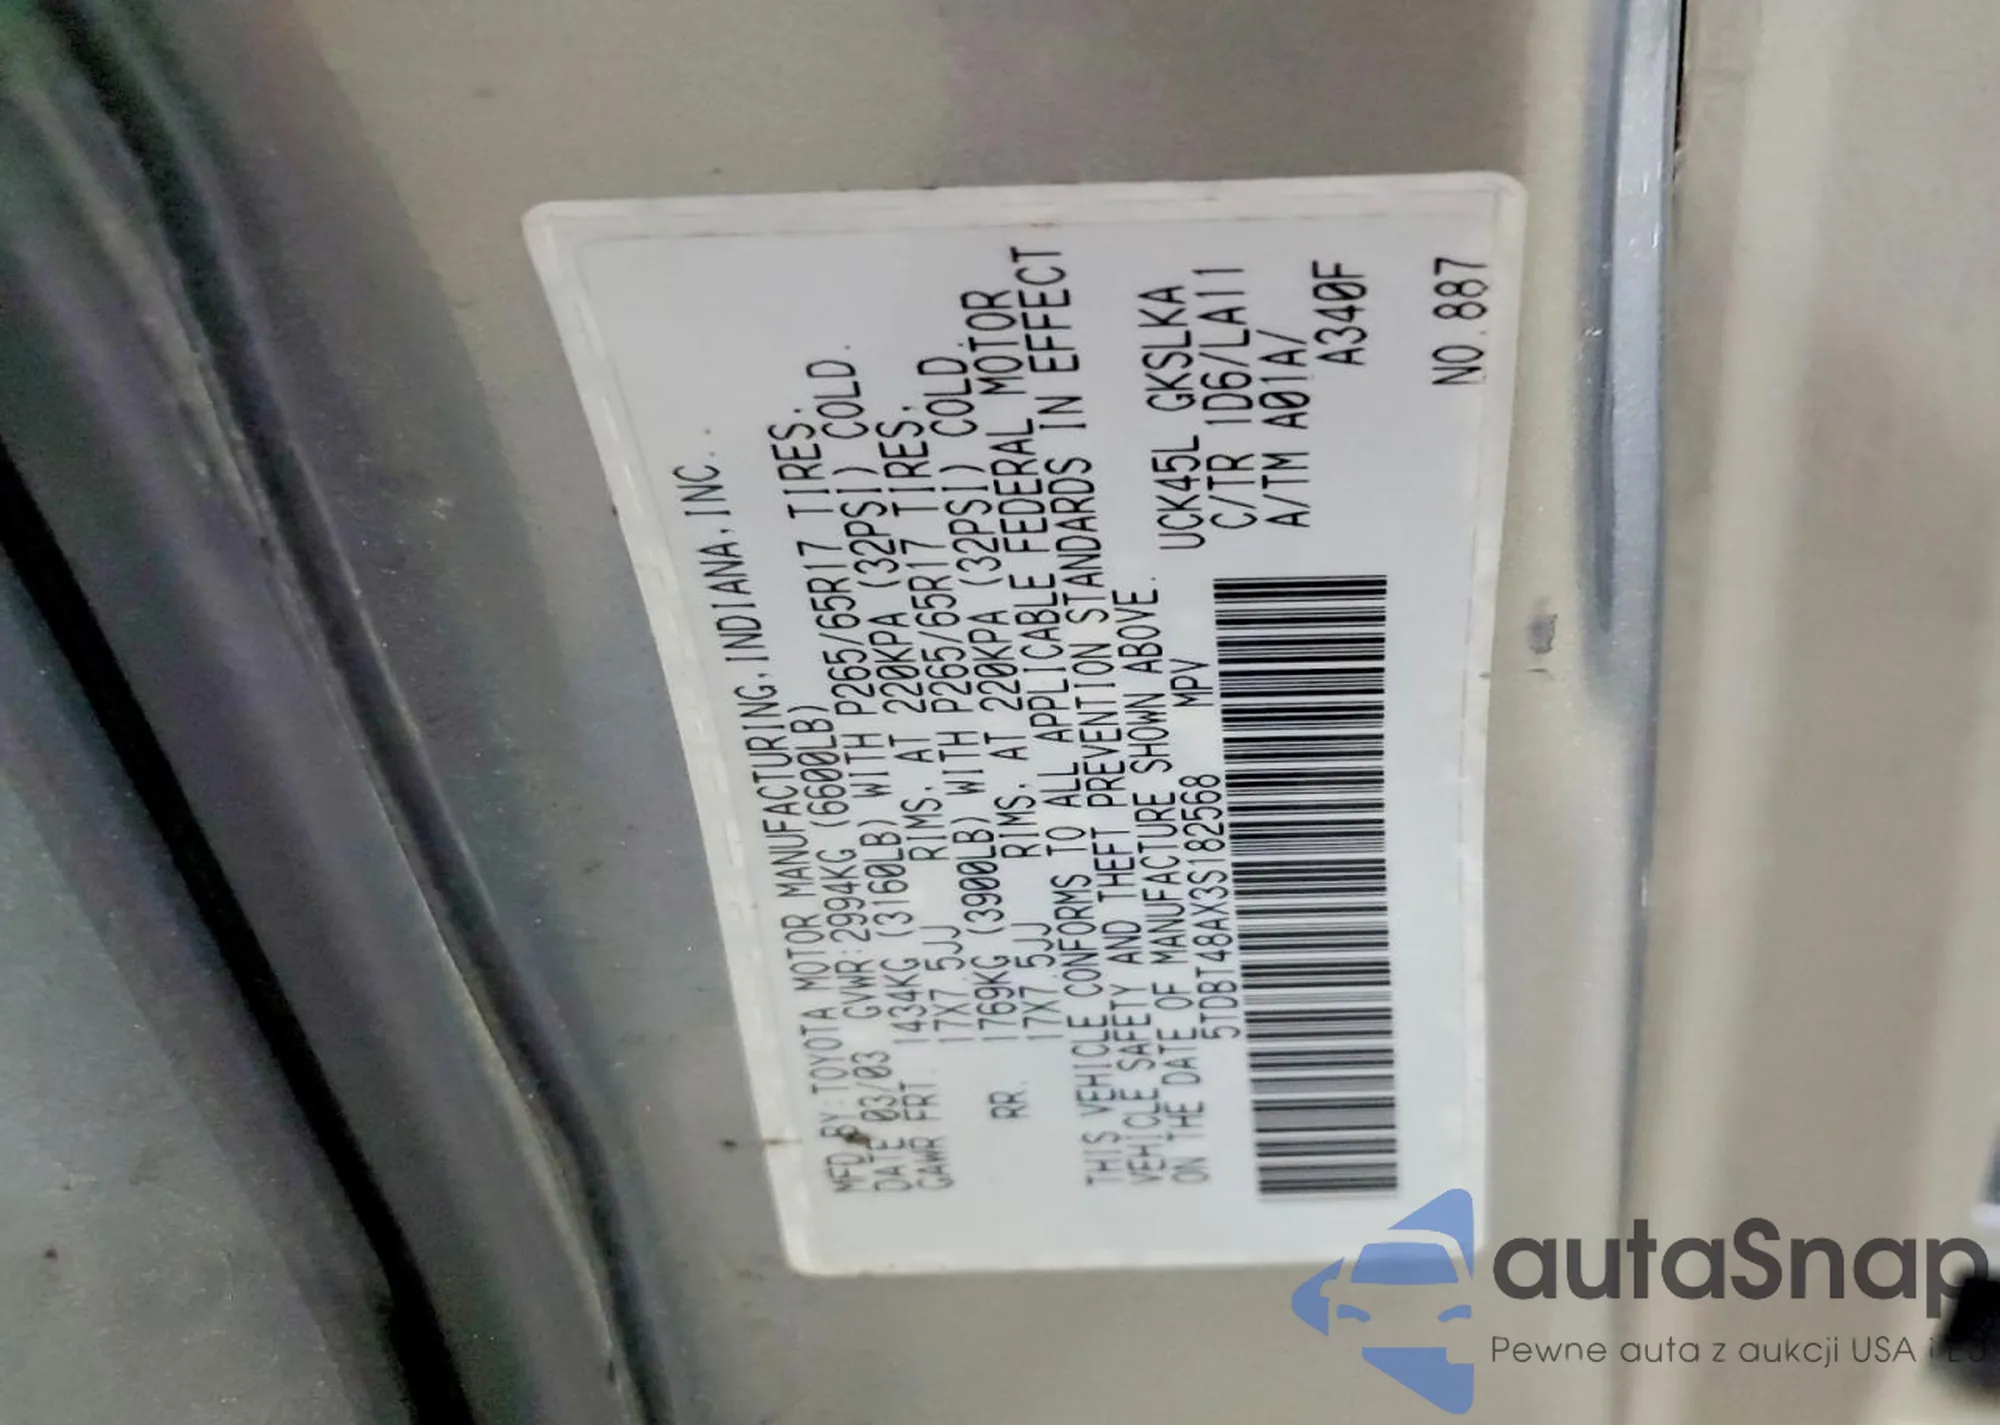 MFD.BY:TOYOTA MOTOR MANUFACTURING,INDIANA,INC.
DATE 03/03 GVWR:2994KG (6600LB)
GAWR FRT. 1434KG (3160LB) WITH P265/65R17 TIRES,
17X7.5JJ RIMS, AT 220KPA (32PSI) COLD.
RR. 1769KG (3900LB) WITH P265/65R17 TIRES,
17X7.5JJ RIMS, AT 220KPA (32PSI) COLD.
THIS VEHICLE CONFORMS TO ALL APPLICABLE FEDERAL MOTOR
VEHICLE SAFETY AND THEFT PREVENTION STANDARDS IN EFFECT
ON THE DATE OF MANUFACTURE SHOWN ABOVE.
5TDBT48AX3S182568 MPV
UCK45L GKSLKA
C/TR 1D6/LA11
A/TM A01A/
A340F
NO.887
autaSnap
Pewne auta z aukcji USA i EU